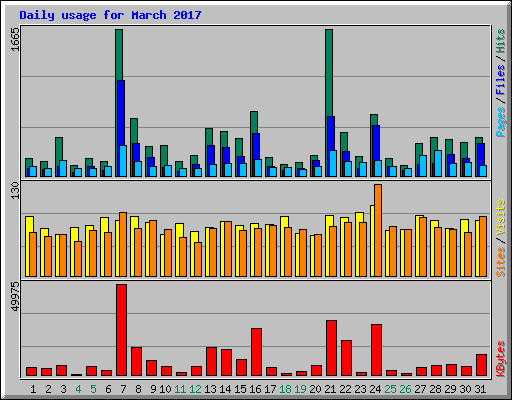 Daily usage for March 2017
1665
Pages / Files / Hits
130
Sites / Visits
49975
KBytes
1 2 3 4 5 6 7 8 9 10 11 12 13 14 15 16 17 18 19 20 21 22 23 24 25 26 27 28 29 30 31